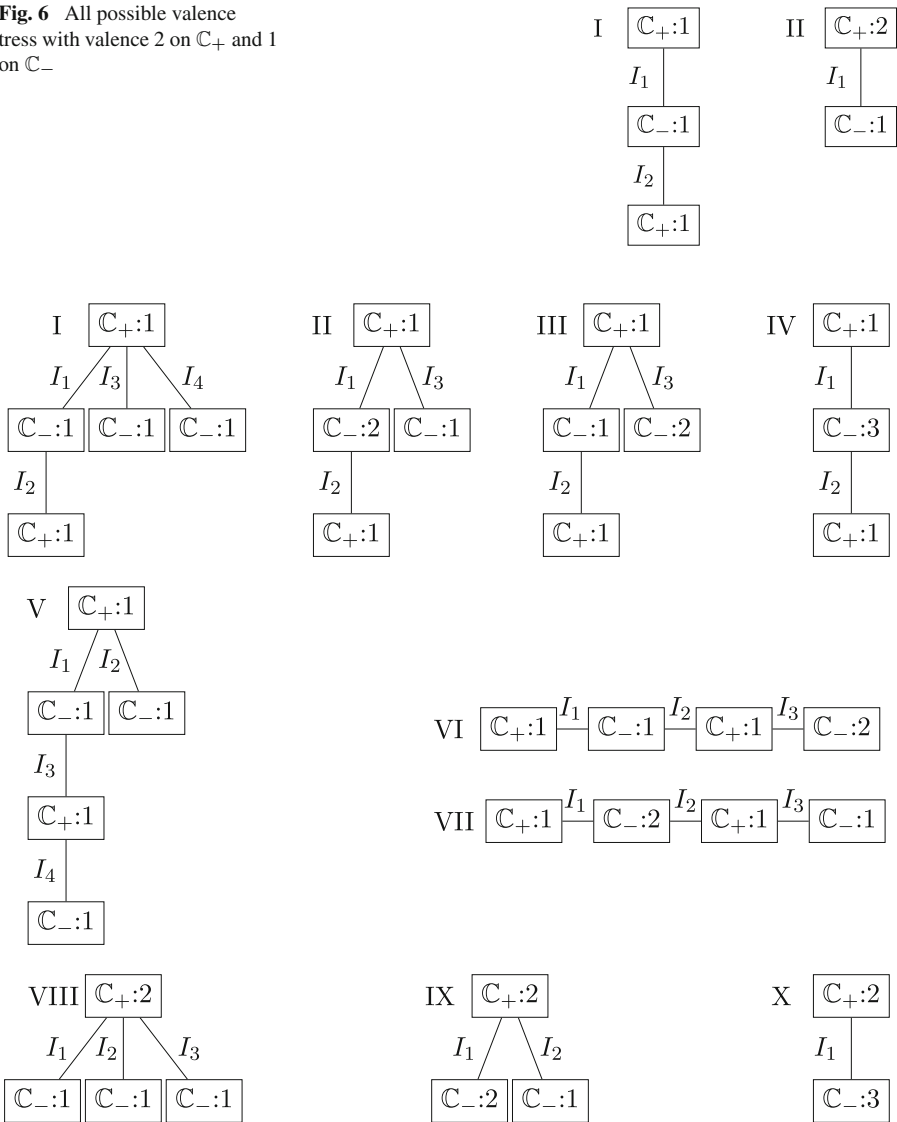 Fig. 6 All possible valence
tress with valence 2 on ℂ+ and 1
on ℂ−
I ℂ+:1 II ℂ+:2
I1 I1
ℂ−:1 ℂ−:1
I2
ℂ+:1
I ℂ+:1 II ℂ+:1 III ℂ+:1 IV ℂ+:1
I1 I3 I4 I1 I3 I1 I3 I1
ℂ−:1 ℂ−:1 ℂ−:1 ℂ−:2 ℂ−:1 ℂ−:1 ℂ−:2 ℂ−:3
I2 I2 I2 I2
ℂ+:1 ℂ+:1 ℂ+:1 ℂ+:1
V ℂ+:1
I1 I2
ℂ−:1 ℂ−:1
I3
ℂ+:1
I4
ℂ−:1
VI ℂ+:1 I1 ℂ−:1 I2 ℂ+:1 I3 ℂ−:2
VII ℂ+:1 I1 ℂ−:2 I2 ℂ+:1 I3 ℂ−:1
VIII ℂ+:2 IX ℂ+:2 X ℂ+:2
I1 I2 I3 I1 I2 I1
ℂ−:1 ℂ−:1 ℂ−:1 ℂ−:2 ℂ−:1 ℂ−:3